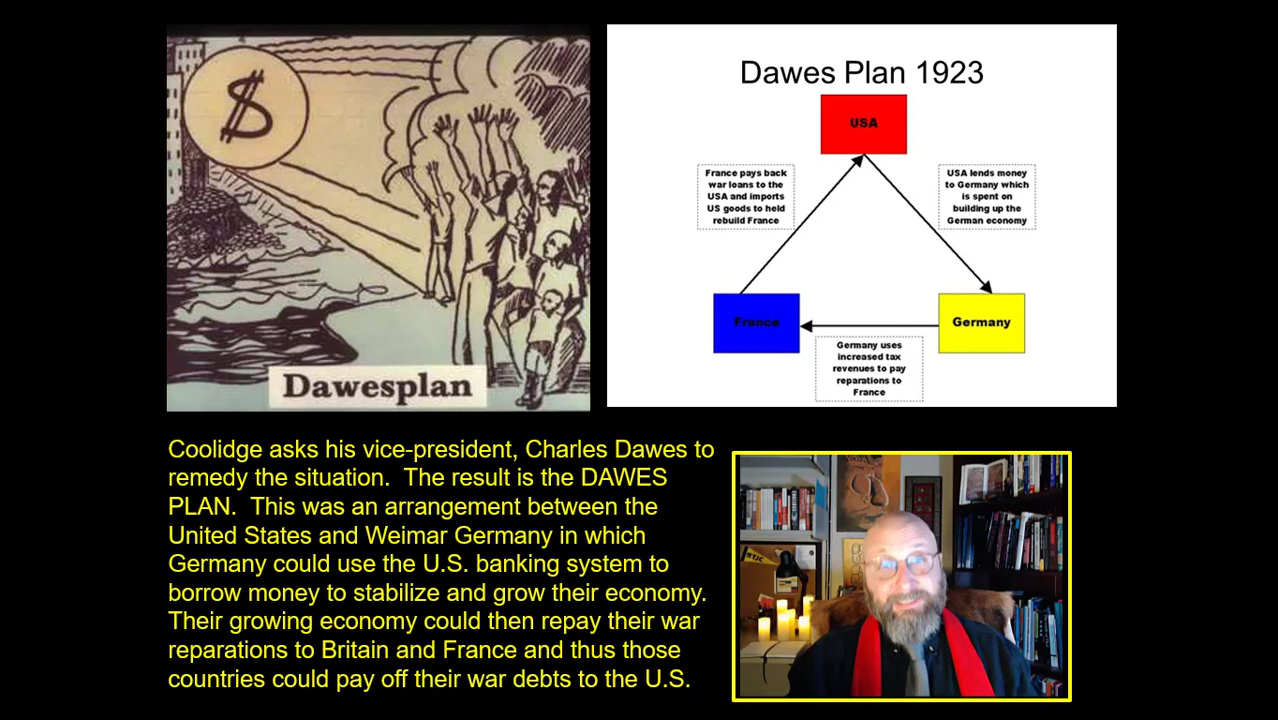 $
Dawesplan
Dawes Plan 1923
USA
France pays back
war loans to the
USA and imports
US goods to held
rebuild France
USA lends money
to Germany which
is spent on
building up the
German economy
France
Germany
Germany uses
increased tax
revenues to pay
reparations to
France
Coolidge asks his vice-president, Charles Dawes to
remedy the situation.  The result is the DAWES
PLAN.  This was an arrangement between the
United States and Weimar Germany in which
Germany could use the U.S. banking system to
borrow money to stabilize and grow their economy.
Their growing economy could then repay their war
reparations to Britain and France and thus those
countries could pay off their war debts to the U.S.
TJC